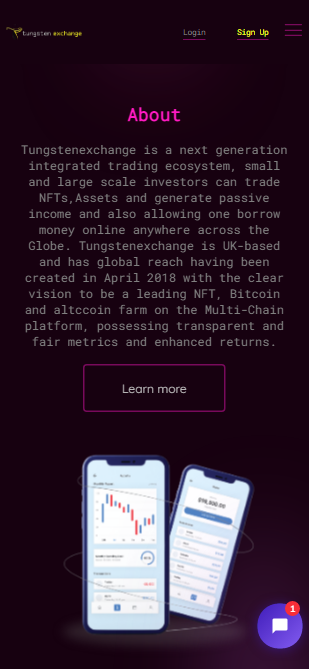 tungsten exchange
Login
Sign Up
About
Tungstenexchange is a next generation
integrated trading ecosystem, small
and large scale investors can trade
NFTs,Assets and generate passive
income and also allowing one borrow
money online anywhere across the
Globe. Tungstenexchange is UK-based
and has global reach having been
created in April 2018 with the clear
vision to be a leading NFT, Bitcoin
and altccoin farm on the Multi-Chain
platform, possessing transparent and
fair metrics and enhanced returns.
Learn more
1